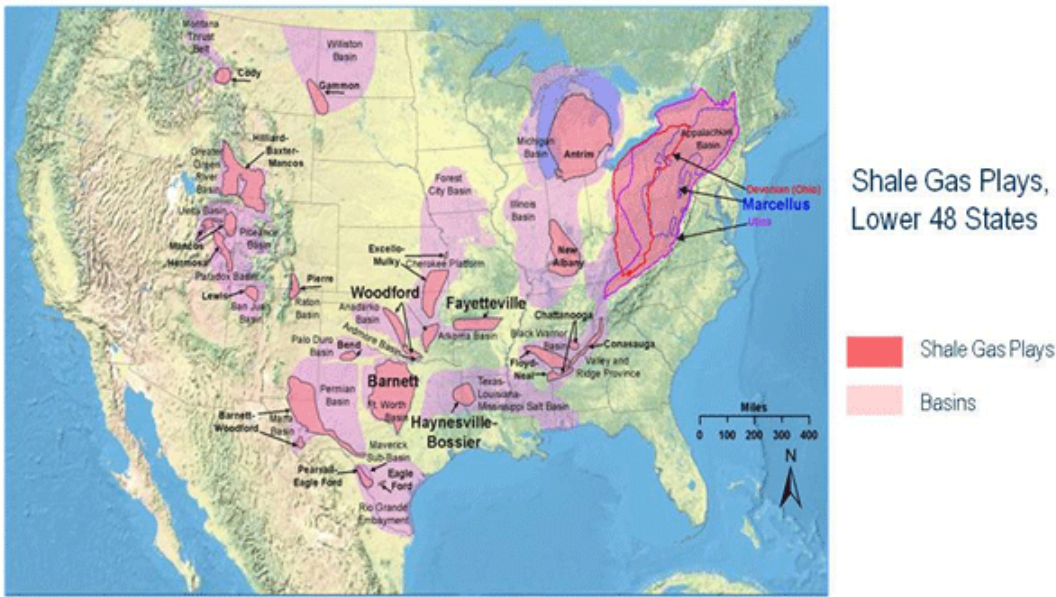 Montana
Thrust
Belt
Cody
Williston
Basin
Gammon
Hilliard-
Baxter-
Mancos
Greater
Green
River
Basin
Uinta Basin
Piceance
Basin
Mancos
Hermosa
Paradox Basin
Lewis
San Juan
Basin
Pierre
Raton
Basin
Forest
City Basin
Excello-
Mulky
Cherokee Platform
Woodford
Anadarko
Basin
Ardmore Basin
Arkoma Basin
Fayetteville
Palo Duro
Basin
Bend
Permian
Basin
Barnett
Ft. Worth
Basin
Barnett-
Woodford
Marfa
Basin
Maverick
Sub-Basin
Pearsall-
Eagle Ford
Eagle
Ford
Rio Grande
Embayment
Haynesville-
Bossier
Texas-
Louisiana-
Mississippi Salt Basin
Michigan
Basin
Antrim
Illinois
Basin
New
Albany
Appalachian
Basin
Devonian (Ohio)
Marcellus
Utica
Chattanooga
Black Warrior
Basin
Floyd-
Neal
Conasauga
Valley and
Ridge Province
Miles
0 100 200 300 400
N
Shale Gas Plays,
Lower 48 States
Shale Gas Plays
Basins